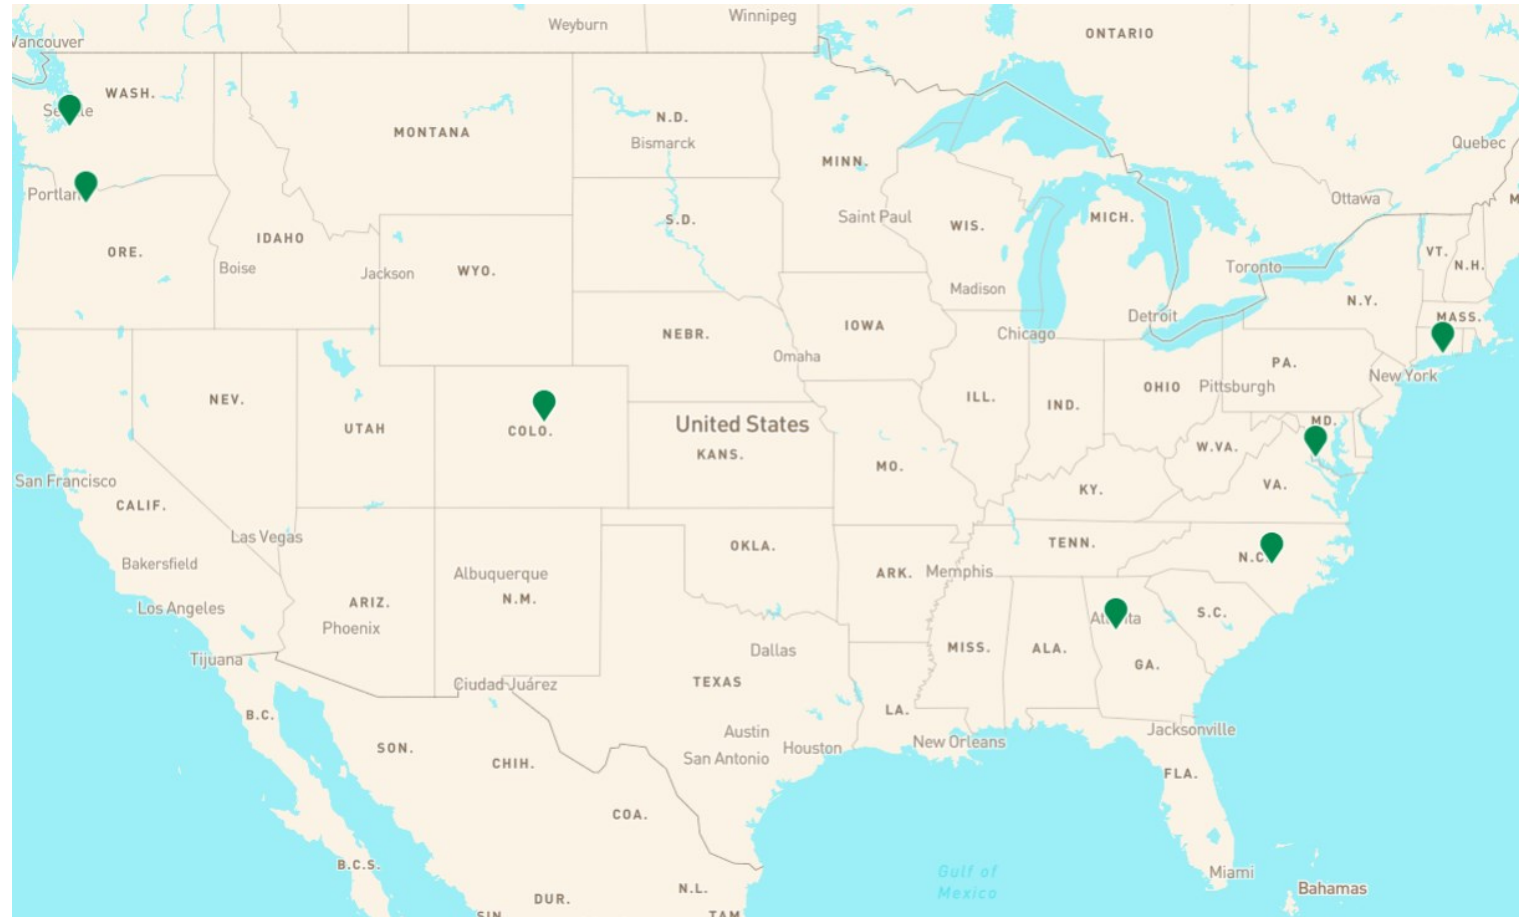 Winnipeg
Weyburn
ONTARIO
Vancouver
WASH.
MONTANA
N.D.
Bismarck
MINN.
Quebec
Portlan
S.D.
Saint Paul
WIS.
MICH.
Ottawa
ORE.
IDAHO
Boise
Jackson
WYO.
Toronto
VT.
N.H.
Madison
N.Y.
Detroit
MASS.
IOWA
NEBR.
Chicago
Omaha
PA.
New York
OHIO
Pittsburgh
NEV.
ILL.
IND.
UTAH
COLO.
United States
KANS.
MD.
W.VA.
MO.
VA.
KY.
San Francisco
CALIF.
Las Vegas
OKLA.
TENN.
N.C.
Bakersfield
Albuquerque
ARK.
Memphis
N.M.
ARIZ.
Los Angeles
Phoenix
S.C.
MISS.
ALA.
Dallas
GA.
Tijuana
Ciudad Juárez
TEXAS
B.C.
LA.
Austin
Jacksonville
SON.
CHIH.
San Antonio
Houston
New Orleans
FLA.
COA.
B.C.S.
Gulf of
Mexico
Miami
N.L.
Bahamas
DUR.
SIN.
TAM.